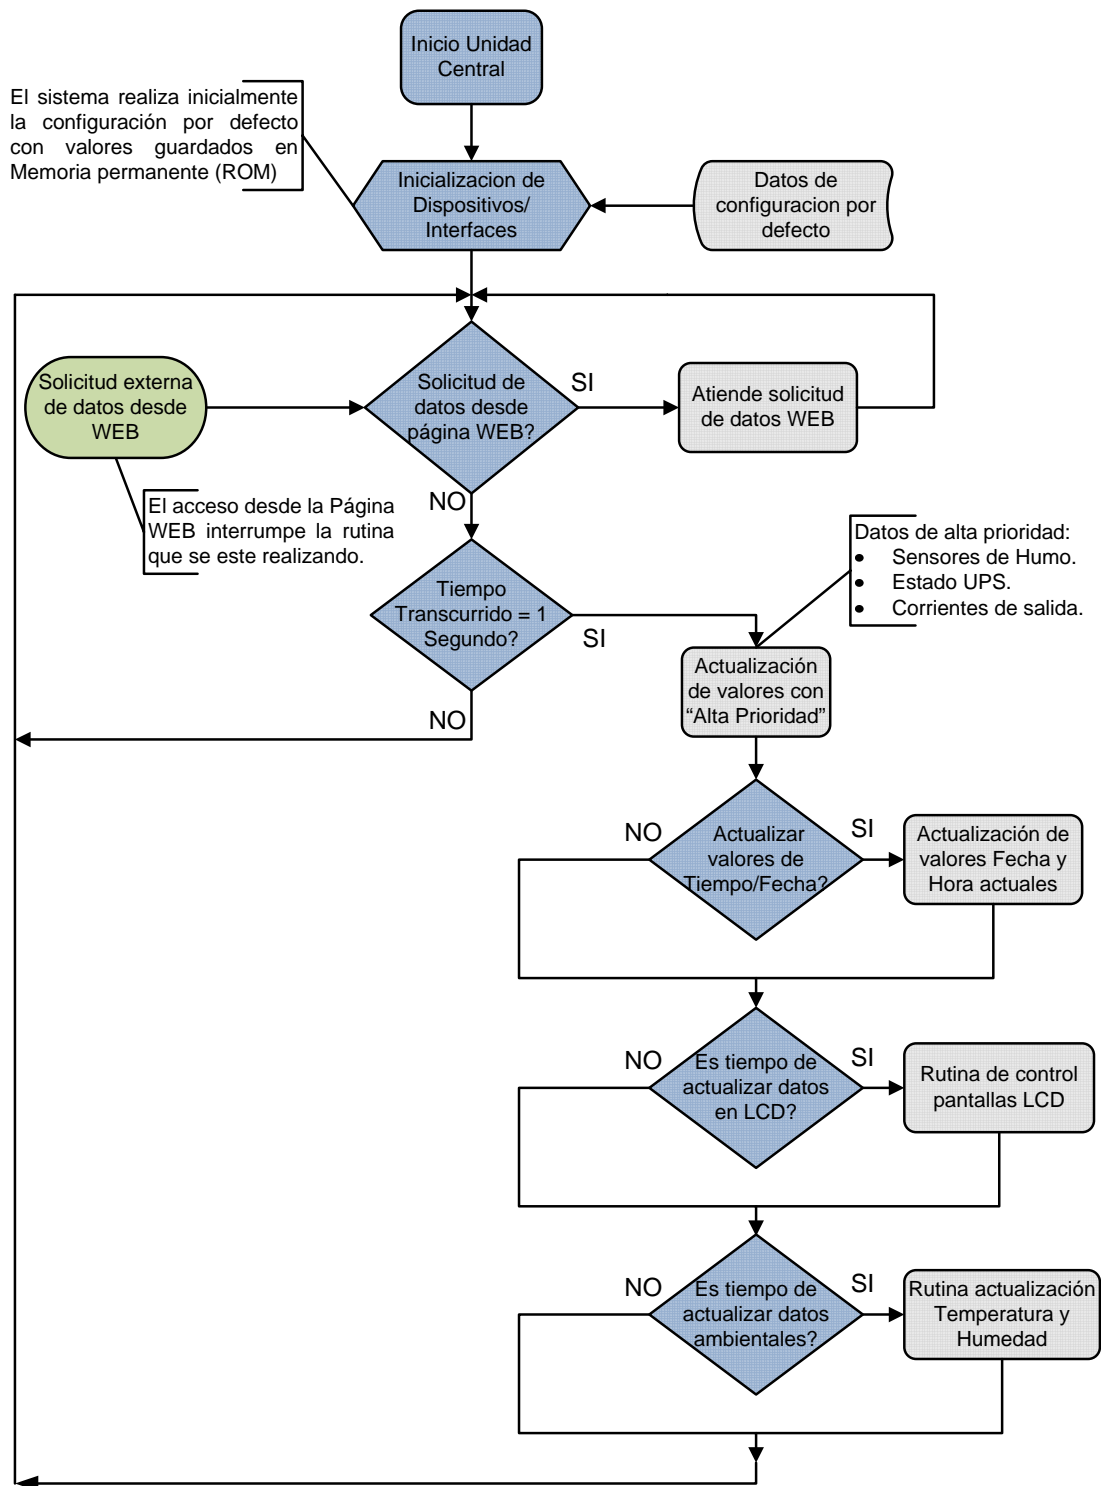 Inicio Unidad
Central
El sistema realiza inicialmente
la configuración por defecto
con valores guardados en
Memoria permanente (ROM)
Inicializacion de
Dispositivos/
Interfaces
Datos de
configuracion por
defecto
Solicitud externa
de datos desde
WEB
Solicitud de
datos desde
página WEB?
SI
Atiende solicitud
de datos WEB
NO
El acceso desde la Página
WEB interrumpe la rutina
que se este realizando.
Datos de alta prioridad:
• Sensores de Humo.
• Estado UPS.
• Corrientes de salida.
Tiempo
Transcurrido = 1
Segundo?
SI
NO
Actualización
de valores con
“Alta Prioridad”
NO
Actualizar
valores de
Tiempo/Fecha?
SI
Actualización de
valores Fecha y
Hora actuales
NO
Es tiempo de
actualizar datos
en LCD?
SI
Rutina de control
pantallas LCD
NO
Es tiempo de
actualizar datos
ambientales?
SI
Rutina actualización
Temperatura y
Humedad